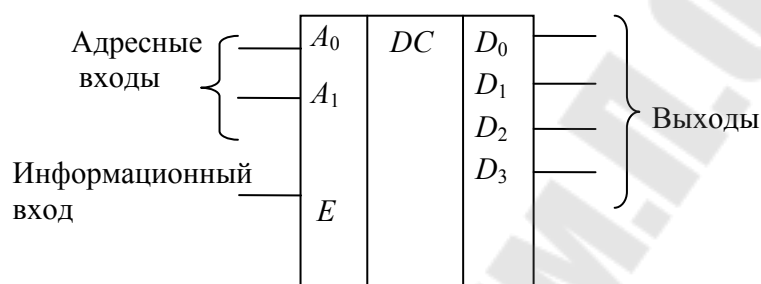 Адресные
входы
Информационный
вход
A0
A1
E
DC
D0
D1
D2
D3
Выходы